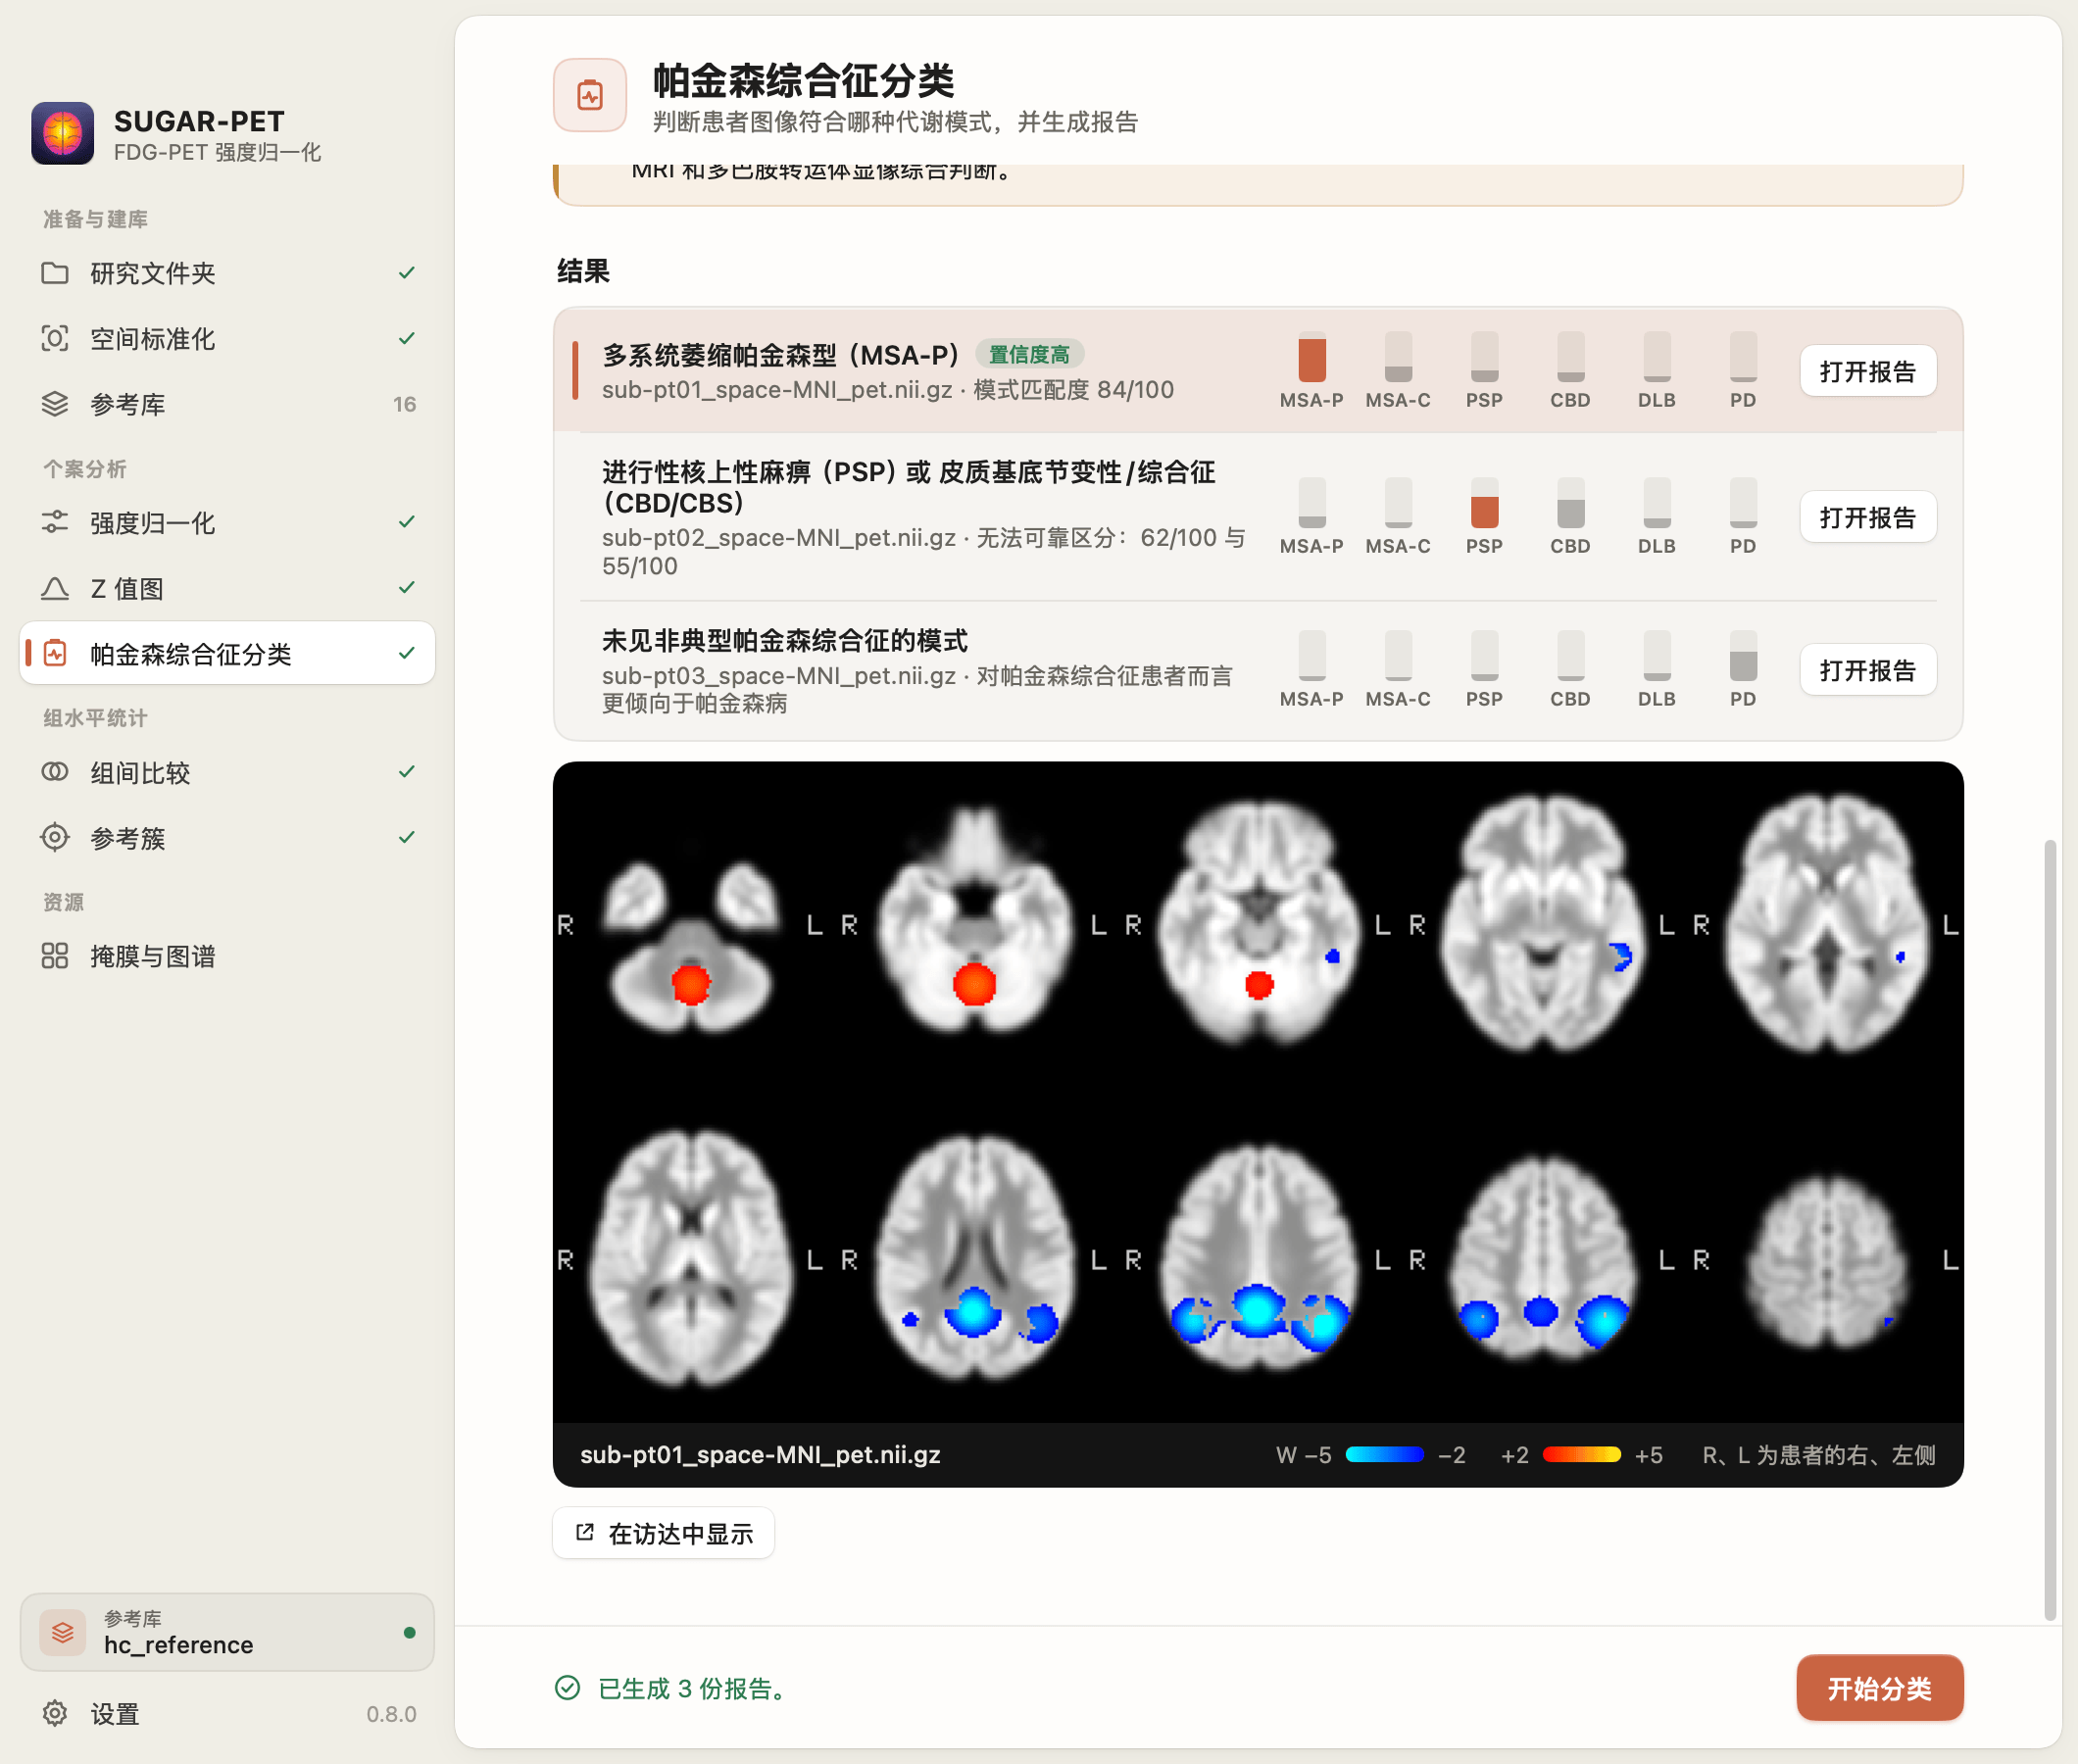 SUGAR-PET
FDG-PET 强度归一化
准备与建库
研究文件夹
空间标准化
参考库 16
个案分析
强度归一化
Z 值图
帕金森综合征分类
组水平统计
组间比较
参考簇
资源
掩膜与图谱
参考库
hc_reference
设置 0.8.0
帕金森综合征分类
判断患者图像符合哪种代谢模式，并生成报告
MRI 和多巴胺转运体显像综合判断。
结果
多系统萎缩帕金森型（MSA-P） 置信度高
sub-pt01_space-MNI_pet.nii.gz · 模式匹配度 84/100
MSA-P MSA-C PSP CBD DLB PD
打开报告
进行性核上性麻痹（PSP）或 皮质基底节变性/综合征
（CBD/CBS）
sub-pt02_space-MNI_pet.nii.gz · 无法可靠区分：62/100 与
55/100
MSA-P MSA-C PSP CBD DLB PD
打开报告
未见非典型帕金森综合征的模式
sub-pt03_space-MNI_pet.nii.gz · 对帕金森综合征患者而言
更倾向于帕金森病
MSA-P MSA-C PSP CBD DLB PD
打开报告
R L R L R L R L R L
R L R L R L R L R L
sub-pt01_space-MNI_pet.nii.gz
W −5 −2 +2 +5 R、L 为患者的右、左侧
在访达中显示
已生成 3 份报告。
开始分类